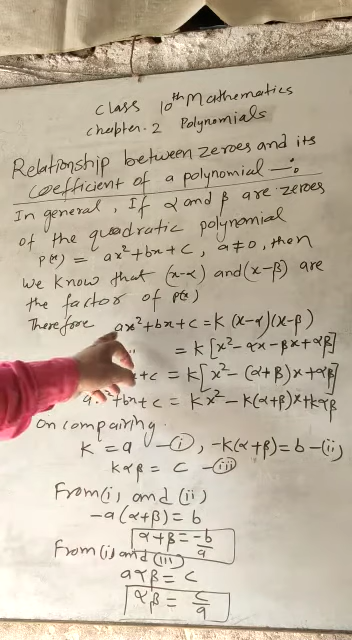 Class 10th Mathematics
Chapter. 2 Polynomials
Relationship between zeroes and its
coefficient of a polynomial —:
In general, If α and β are zeroes
of the quadratic polynomial
P(x) = ax² + bx + c, a ≠ 0, then
we know that (x-α) and (x-β) are
the factor of P(x)
Therefore ax² + bx + c = K (x-α)(x-β)
= K [x² - αx - βx + αβ]
+c = K[x² - (α+β)x + αβ]
a +bx + c = Kx² - K(α+β)x + Kαβ
On compairing
K = a —(i), -K(α+β) = b —(ii)
Kαβ = c —(iii)
From (i) and (ii)
-a(α+β) = b
α+β = -b/a
From (i) and (iii)
aαβ = c
αβ = c/a